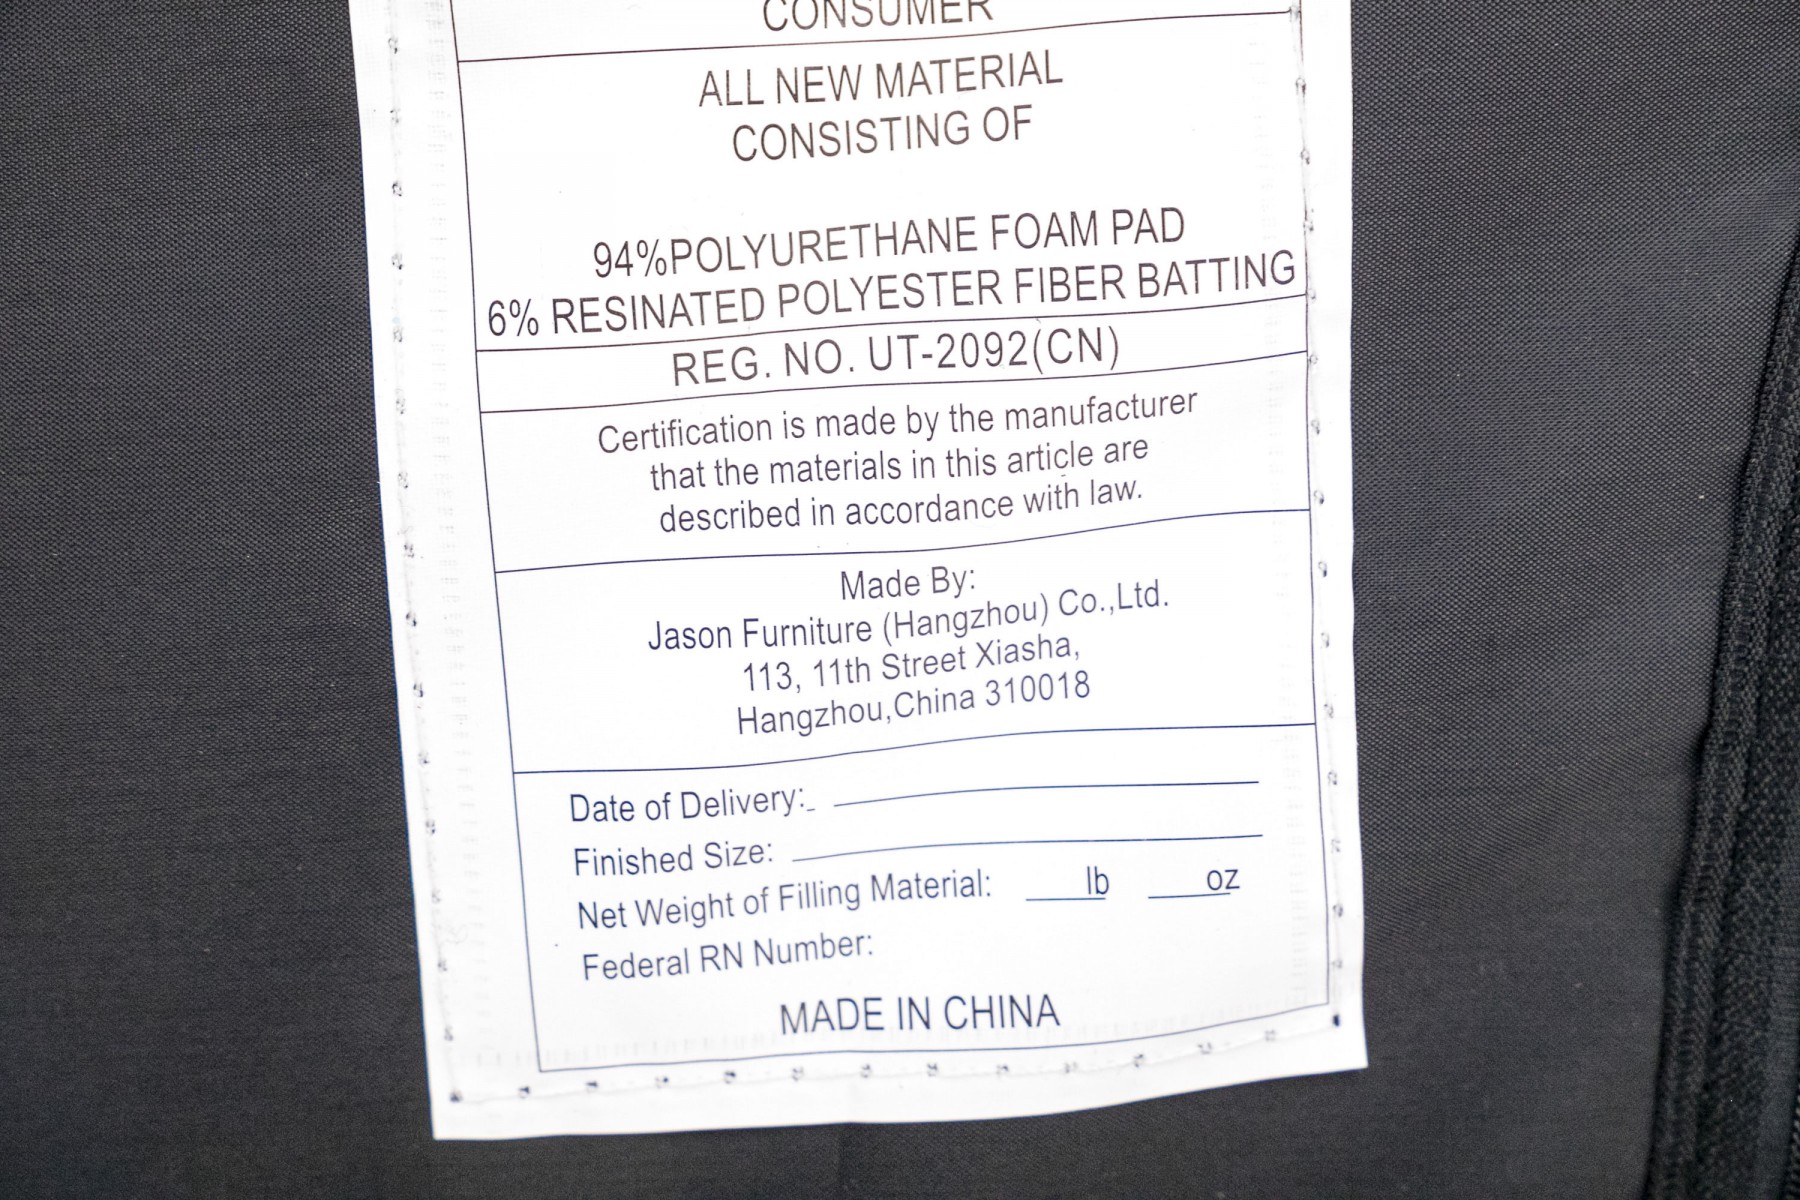 CONSUMER
ALL NEW MATERIAL
CONSISTING OF
94%POLYURETHANE FOAM PAD
6% RESINATED POLYESTER FIBER BATTING
REG. NO. UT-2092(CN)
Certification is made by the manufacturer
that the materials in this article are
described in accordance with law.
Made By:
Jason Furniture (Hangzhou) Co.,Ltd.
113, 11th Street Xiasha,
Hangzhou,China 310018
Date of Delivery:
Finished Size:
Net Weight of Filling Material: lb oz
Federal RN Number:
MADE IN CHINA